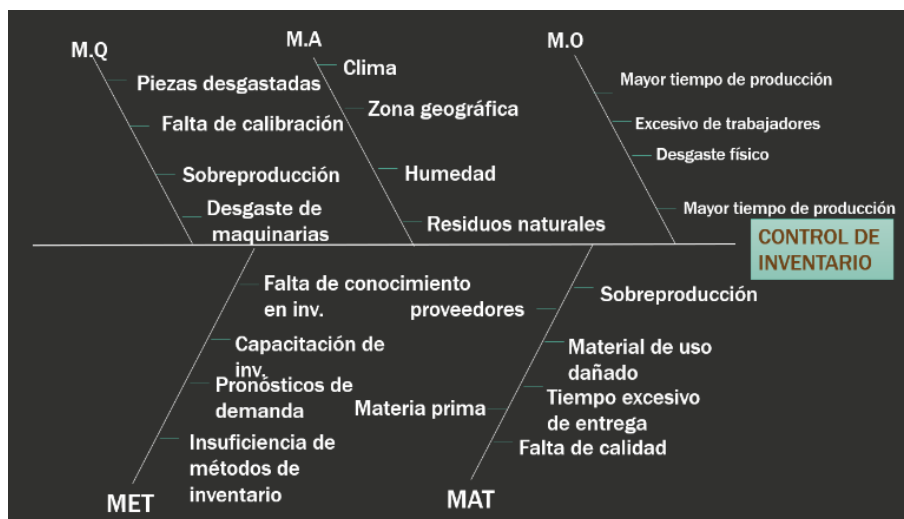 M.Q
Piezas desgastadas
Falta de calibración
Sobreproducción
Desgaste de
maquinarias
M.A
Clima
Zona geográfica
Humedad
Residuos naturales
M.O
Mayor tiempo de producción
Excesivo de trabajadores
Desgaste físico
Mayor tiempo de producción
CONTROL DE
INVENTARIO
Falta de conocimiento
en inv.
Capacitación de
inv.
Pronósticos de
demanda
Insuficiencia de
métodos de
inventario
MET
Sobreproducción
proveedores
Material de uso
dañado
Tiempo excesivo
de entrega
Materia prima
Falta de calidad
MAT